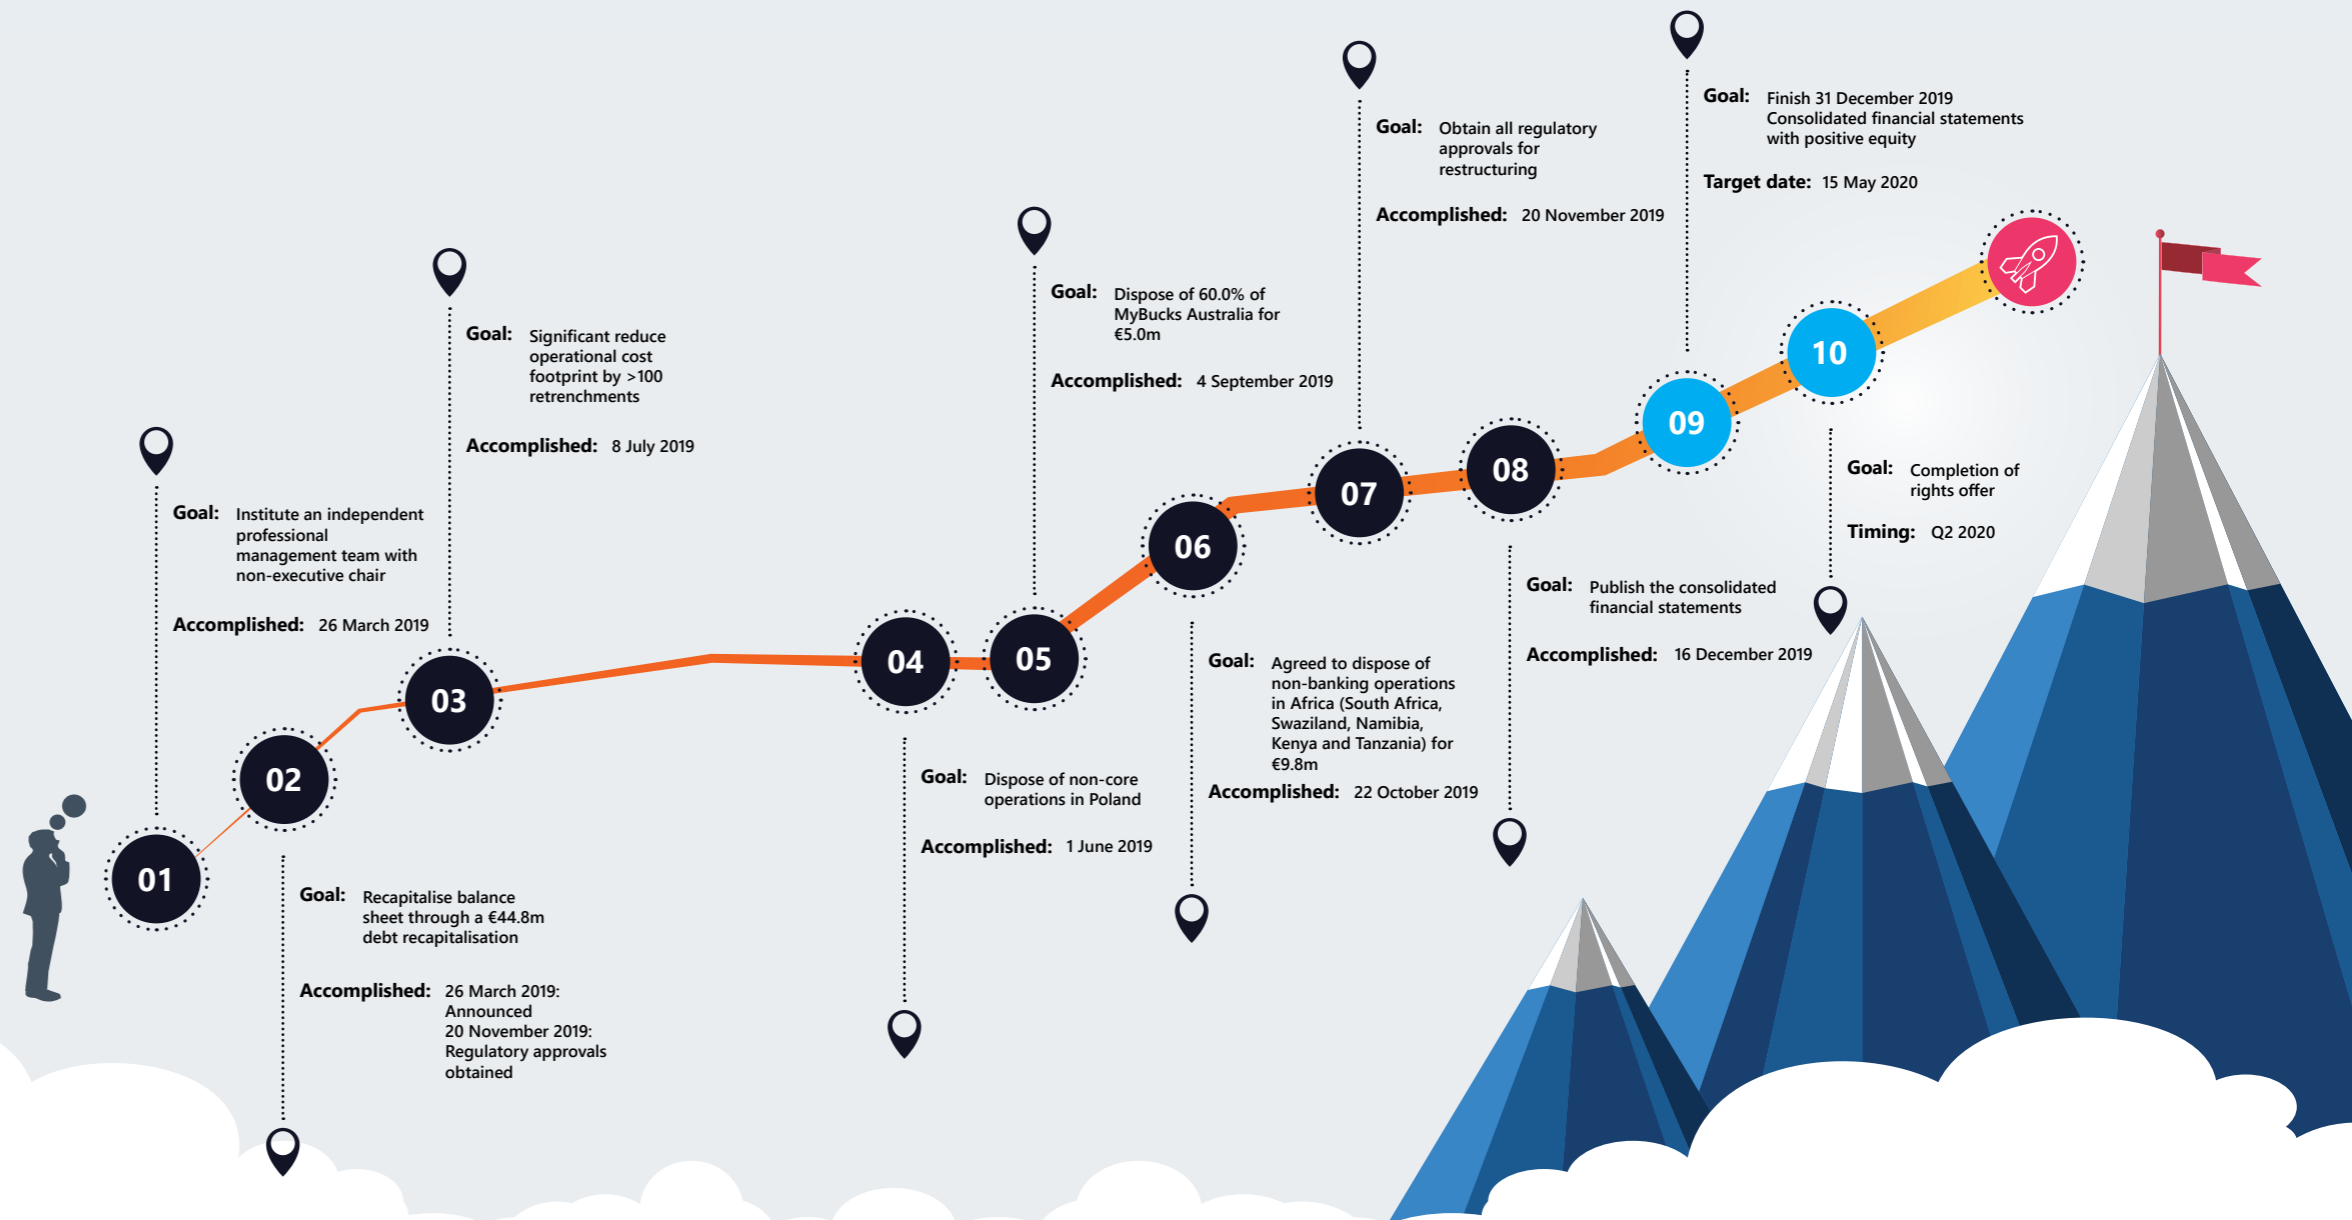 01
Goal: Institute an independent
professional
management team with
non-executive chair
Accomplished: 26 March 2019
02
Goal: Recapitalise balance
sheet through a €44.8m
debt recapitalisation
Accomplished: 26 March 2019:
Announced
20 November 2019:
Regulatory approvals
obtained
03
Goal: Significant reduce
operational cost
footprint by >100
retrenchments
Accomplished: 8 July 2019
04
Goal: Dispose of non-core
operations in Poland
Accomplished: 1 June 2019
05
Goal: Dispose of 60.0% of
MyBucks Australia for
€5.0m
Accomplished: 4 September 2019
06
Goal: Agreed to dispose of
non-banking operations
in Africa (South Africa,
Swaziland, Namibia,
Kenya and Tanzania) for
€9.8m
Accomplished: 22 October 2019
07
Goal: Obtain all regulatory
approvals for
restructuring
Accomplished: 20 November 2019
08
Goal: Publish the consolidated
financial statements
Accomplished: 16 December 2019
09
Goal: Finish 31 December 2019
Consolidated financial statements
with positive equity
Target date: 15 May 2020
10
Goal: Completion of
rights offer
Timing: Q2 2020